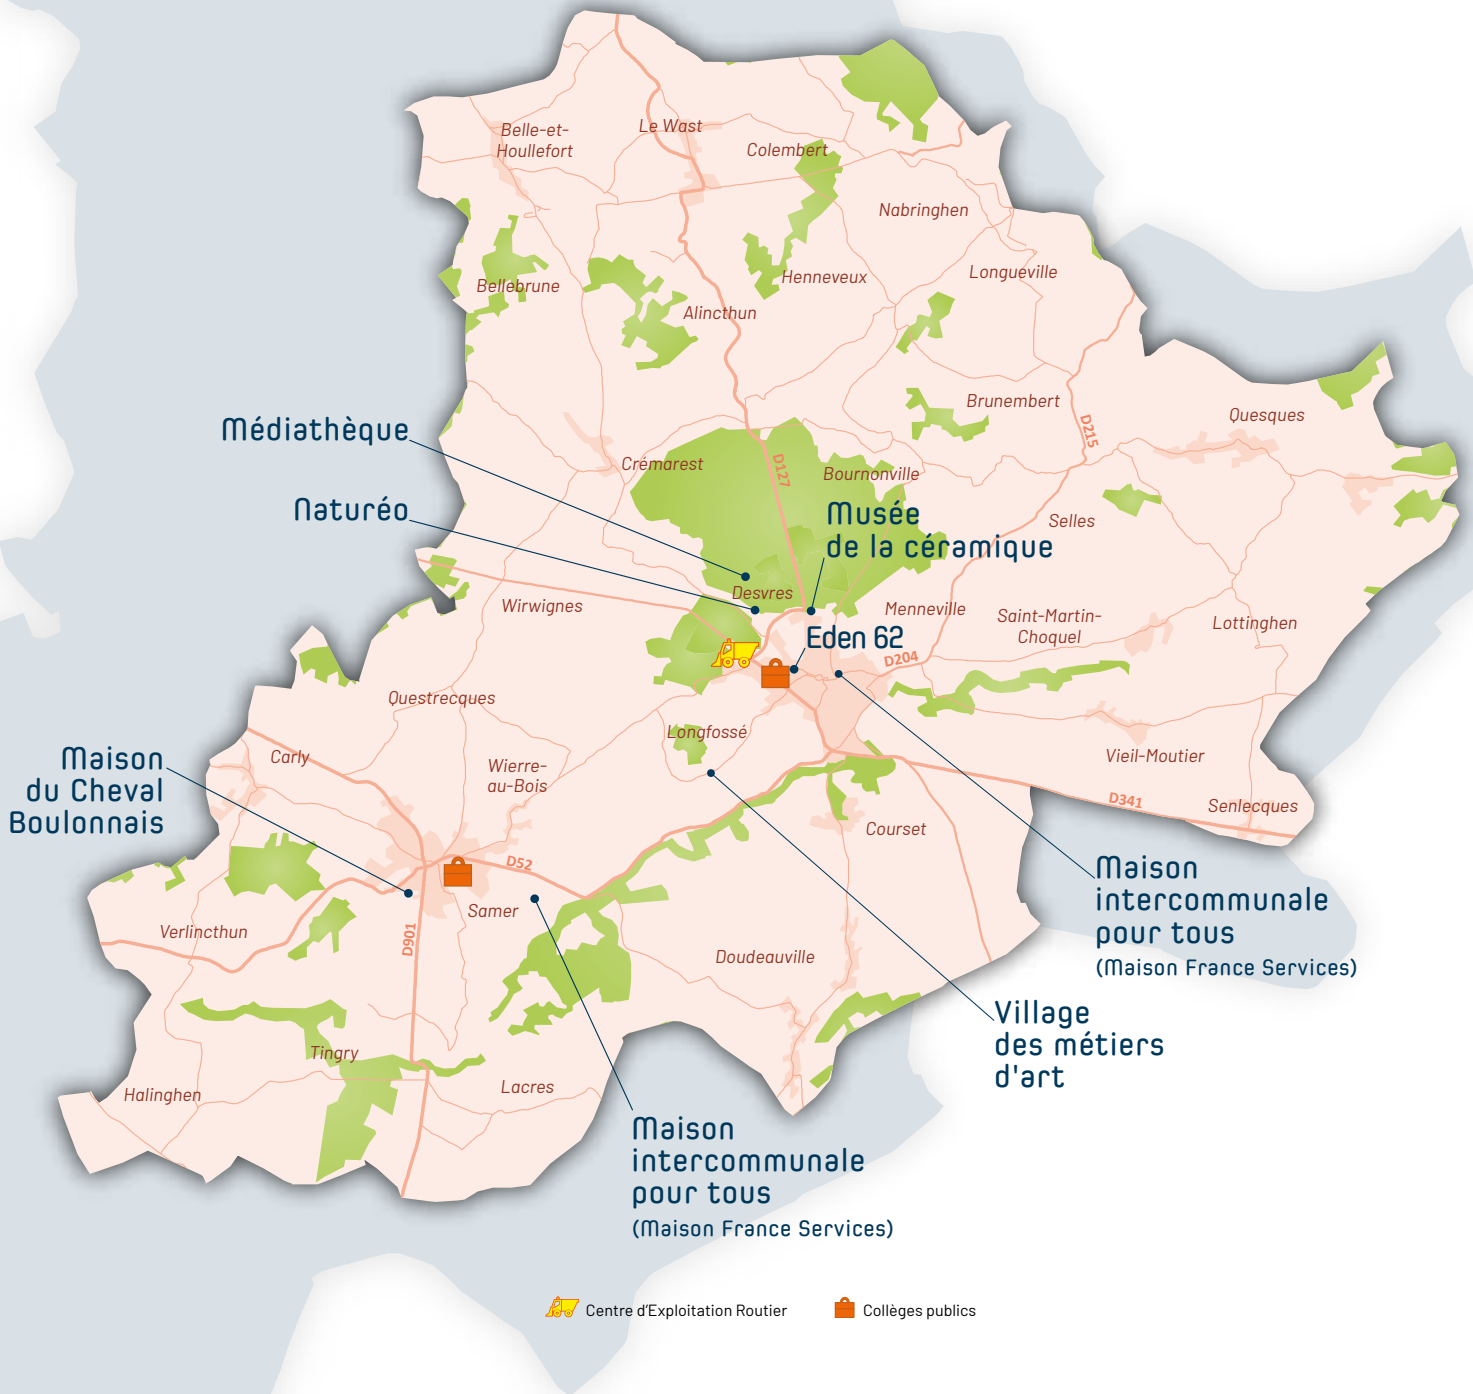 Belle-et-
Houllefort
Le Wast
Colembert
Nabringhen
Longueville
Henneveux
Bellebrune
Alincthun
Brunembert
Quesques
D215
Médiathèque
Crémarest
D127
Bournonville
Naturéo
Musée
de la céramique
Selles
Desvres
Wirwignes
Menneville
Saint-Martin-
Choquel
Lottinghen
Eden 62
D204
Questrecques
Longfossé
Vieil-Moutier
Carly
Maison
du Cheval
Boulonnais
Wierre-
au-Bois
D341
Senlecques
Courset
D52
Maison
intercommunale
pour tous
(Maison France Services)
Samer
Verlincthun
D901
Doudeauville
Village
des métiers
d'art
Tingry
Halinghen
Lacres
Maison
intercommunale
pour tous
(Maison France Services)
Centre d'Exploitation Routier
Collèges publics